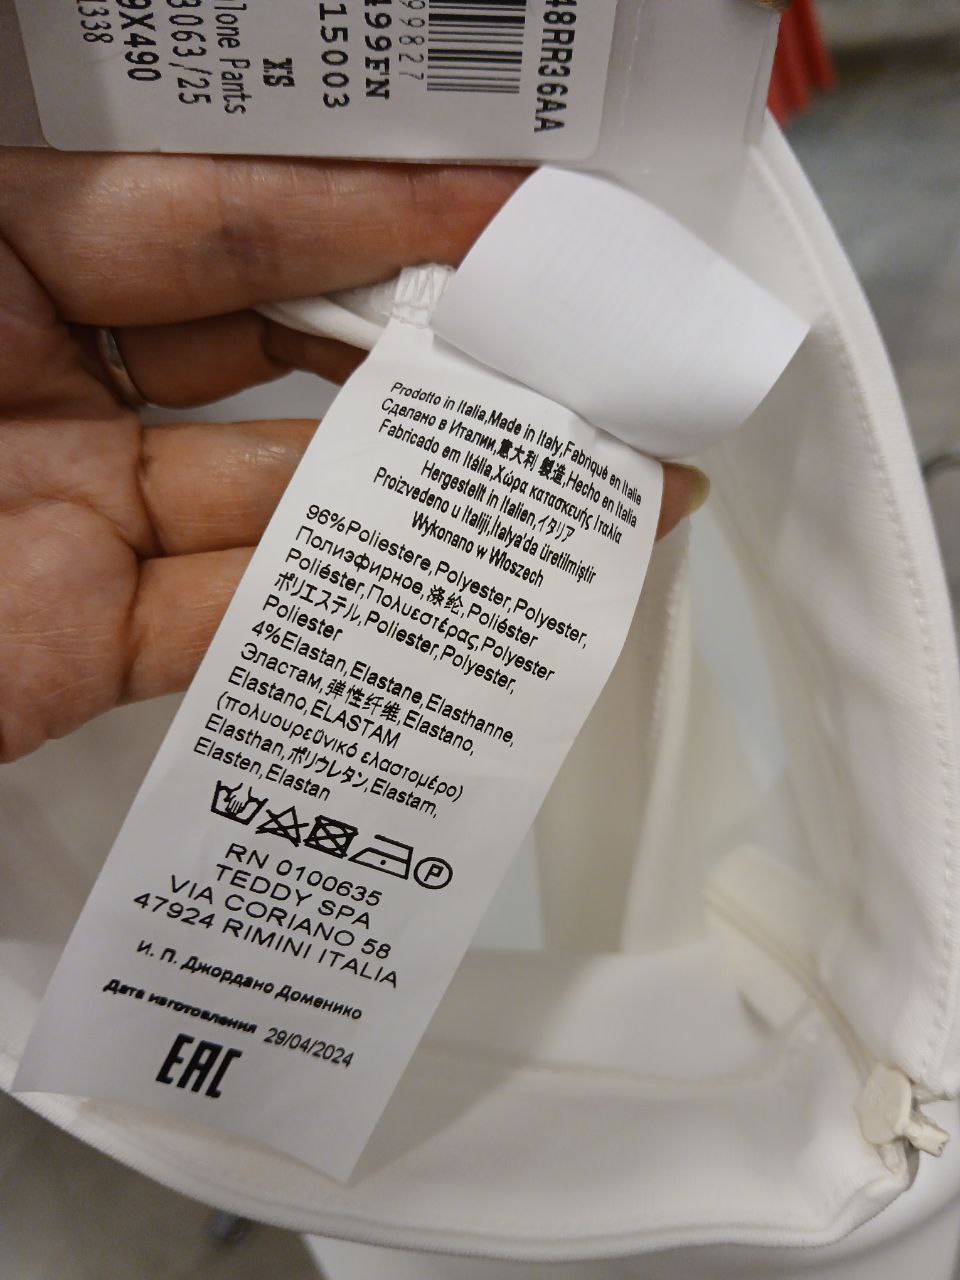 48RR36AA
99827
499FN
15003
XS
lone Pants
3063/25
9X490
1338
Prodotto in Italia,Made in Italy,Fabriqué en Italie
Сделано в Италии,意大利 製造,Hecho en Italia
Fabricado em Itália,Χώρα κατασκευής Ιταλία
Hergestellt in Italien,イタリア
Proizvedeno u Italiji,Italya'da üretilmiştir
Wykonano w Włoszech
96%Poliestere,Polyester,Polyester,
Полиэфирное,涤纶,Poliéster
Poliéster,Πολυεστέρας,Polyester
ポリエステル,Poliester,Polyester,
Poliester
4%Elastan,Elastane,Elasthanne,
Эластам,弹性纤维,Elastano,
Elastano,ELASTAM
(πολυουρεϋνικό ελαστομέρο)
Elasthan,ポリウレタン,Elastam,
Elasten,Elastan
P
RN 0100635
TEDDY SPA
VIA CORIANO 58
47924 RIMINI ITALIA
И. П. Джордано Доменико
Дата изготовления 29/04/2024
EAC